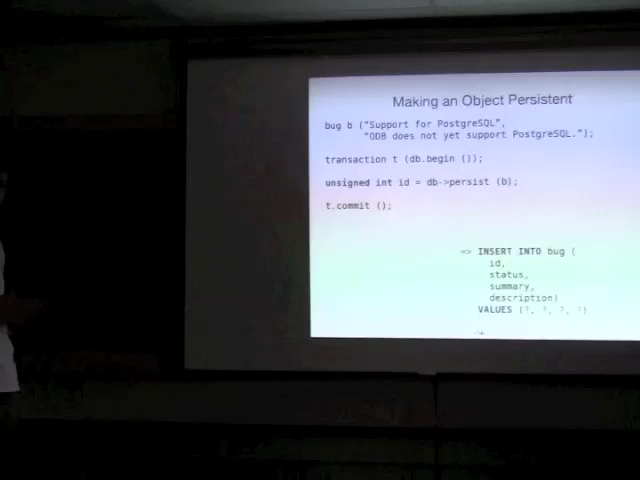 Making an Object Persistent
bug b ("Support for PostgreSQL",
"ODB does not yet support PostgreSQL.");
transaction t (db.begin ());
unsigned int id = db->persist (b);
t.commit ();
=> INSERT INTO bug (
id,
status,
summary,
description)
VALUES (?, ?, ?, ?)